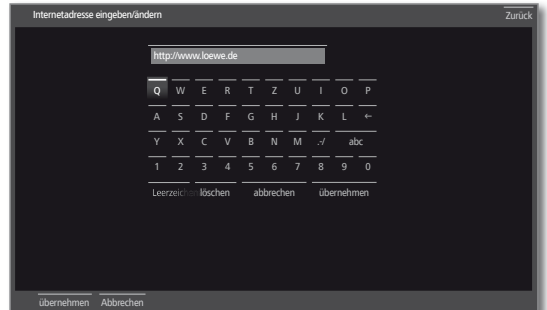 Internetadresse eingeben/ändern Zurück
http://www.loewe.de
Q W E R T Z U I O P
A S D F G H J K L ←
Y X C V B N M .-/ abc
1 2 3 4 5 6 7 8 9 0
Leerzeichen löschen abbrechen übernehmen
übernehmen Abbrechen